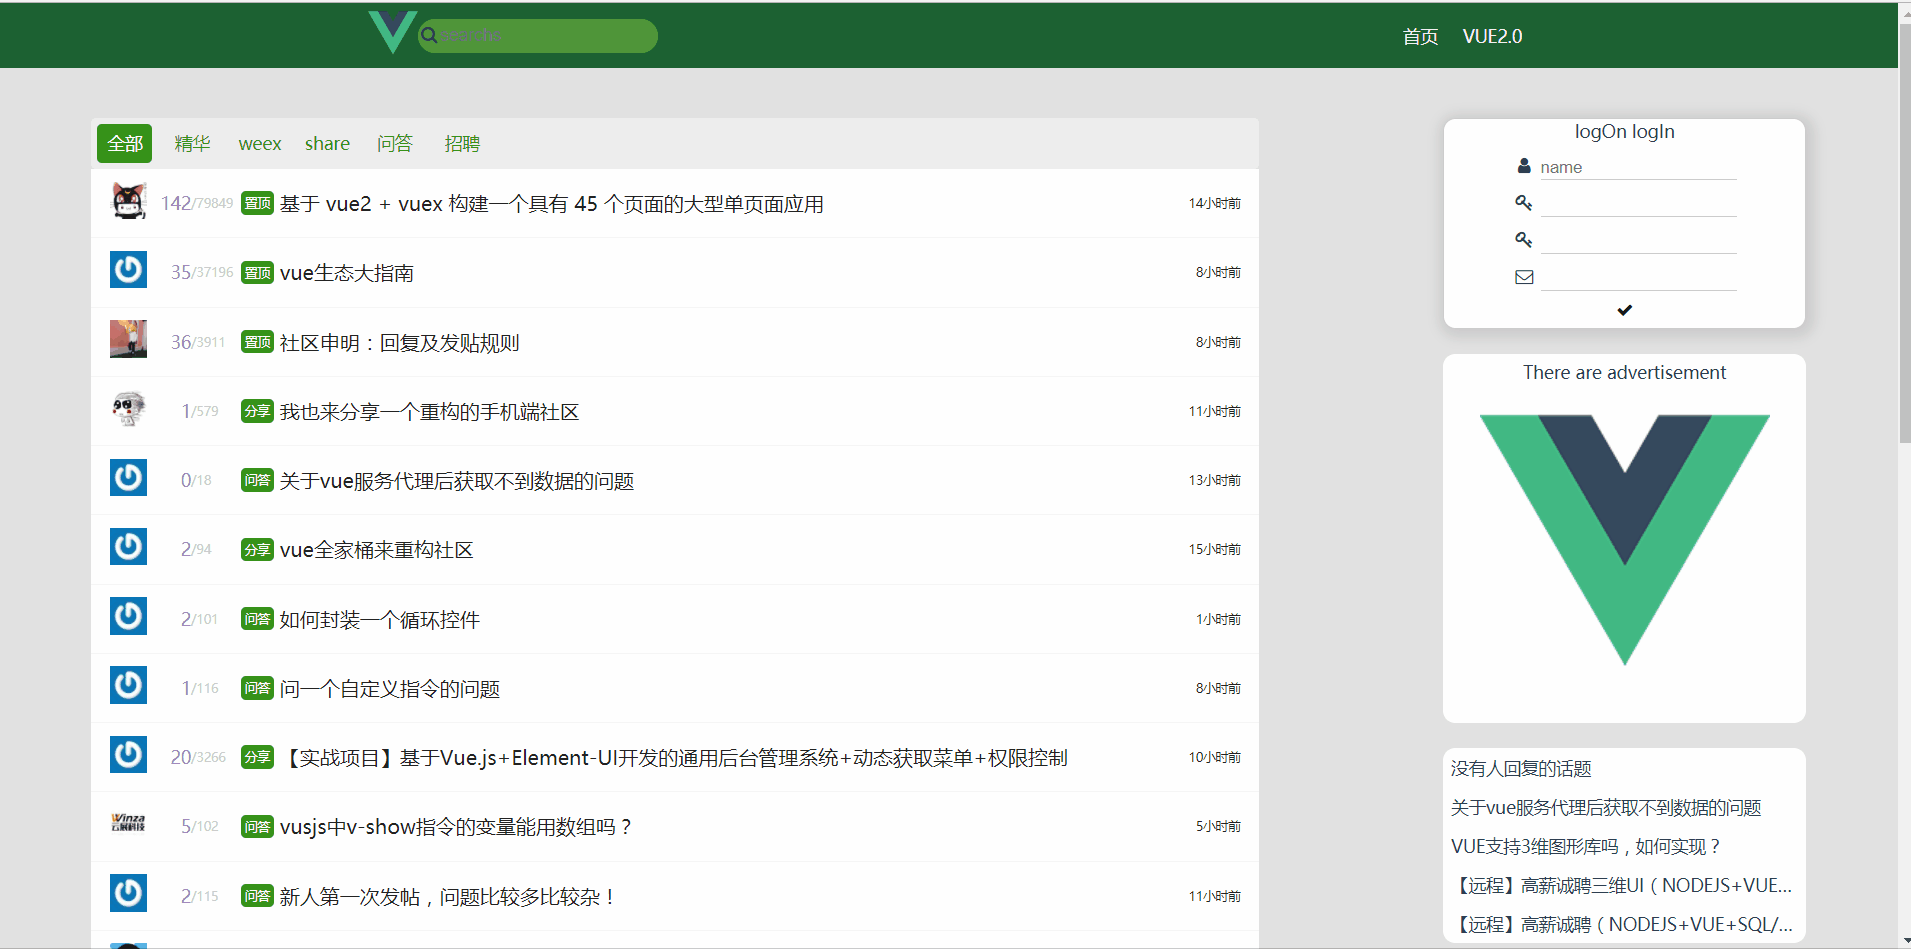 search.. 首页 VUE2.0
全部 精华 weex share 问答 招聘
142/79849 置顶 基于 vue2 + vuex 构建一个具有 45 个页面的大型单页面应用 14小时前
35/37196 置顶 vue生态大指南 8小时前
36/3911 置顶 社区申明：回复及发贴规则 8小时前
1/579 分享 我也来分享一个重构的手机端社区 11小时前
0/18 问答 关于vue服务代理后获取不到数据的问题 13小时前
2/94 分享 vue全家桶来重构社区 15小时前
2/101 问答 如何封装一个循环控件 1小时前
1/116 问答 问一个自定义指令的问题 8小时前
20/3266 分享 【实战项目】基于Vue.js+Element-UI开发的通用后台管理系统+动态获取菜单+权限控制 10小时前
Winza
云展科技
5/102 问答 vusjs中v-show指令的变量能用数组吗？ 5小时前
2/115 问答 新人第一次发帖，问题比较多比较杂！ 11小时前
logOn logIn
name
There are advertisement
没有人回复的话题
关于vue服务代理后获取不到数据的问题
VUE支持3维图形库吗，如何实现？
【远程】高薪诚聘三维UI（NODEJS+VUE...
【远程】高薪诚聘（NODEJS+VUE+SQL/...